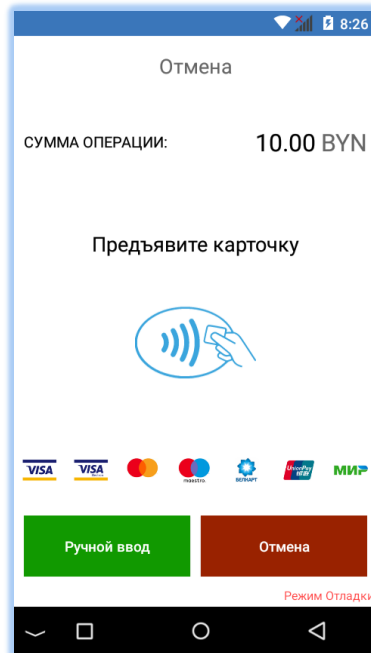 8:26
Отмена
СУММА ОПЕРАЦИИ: 10.00 BYN
Предъявите карточку
VISA VISA maestro БЕЛКАРТ UnionPay МИР
Ручной ввод Отмена
Режим Отладки